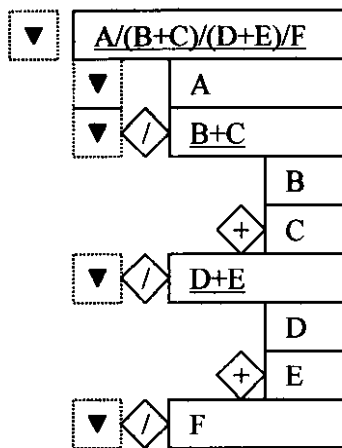 A/(B+C)/(D+E)/F
A
/ B+C
B
+ C
/ D+E
D
+ E
/ F